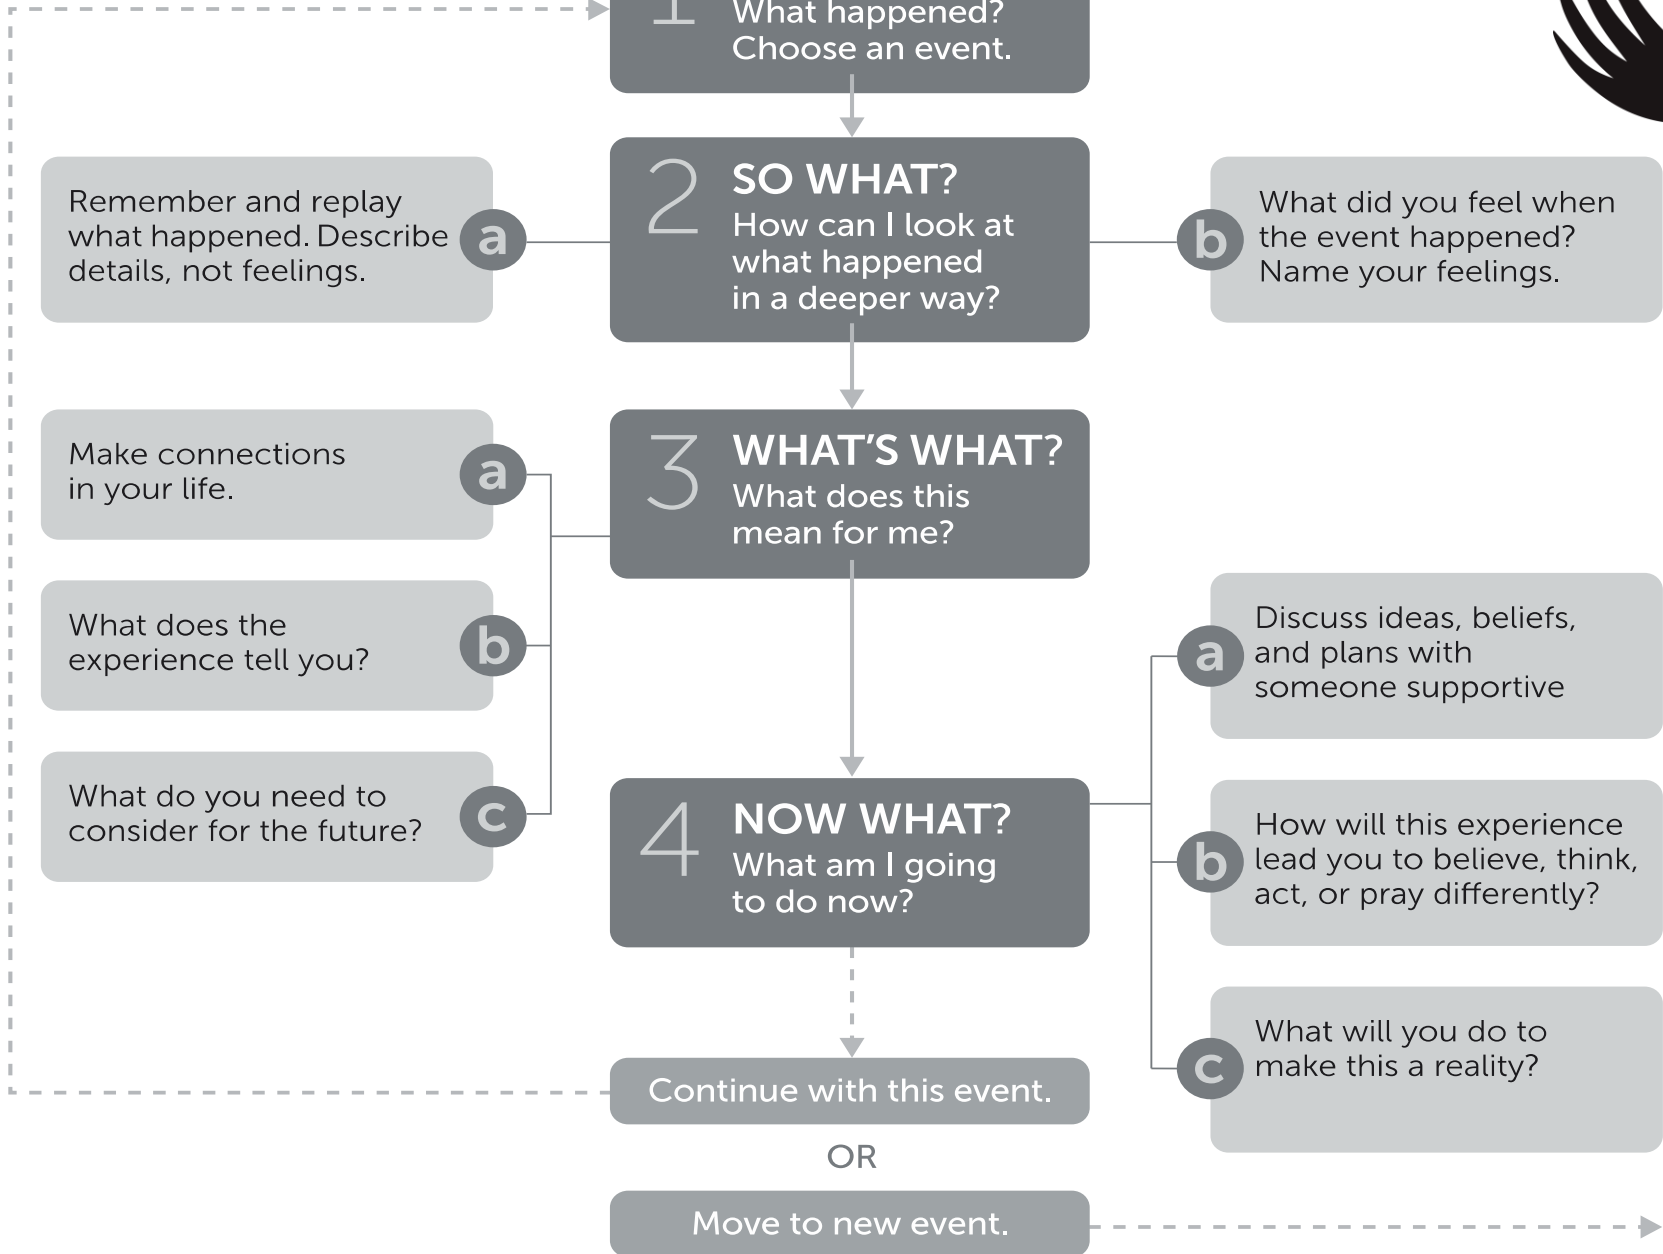 1
What happened?
Choose an event.
2
SO WHAT?
How can I look at
what happened
in a deeper way?
a
Remember and replay
what happened. Describe
details, not feelings.
b
What did you feel when
the event happened?
Name your feelings.
3
WHAT'S WHAT?
What does this
mean for me?
a
Make connections
in your life.
b
What does the
experience tell you?
c
What do you need to
consider for the future?
4
NOW WHAT?
What am I going
to do now?
a
Discuss ideas, beliefs,
and plans with
someone supportive
b
How will this experience
lead you to believe, think,
act, or pray differently?
c
What will you do to
make this a reality?
Continue with this event.
OR
Move to new event.